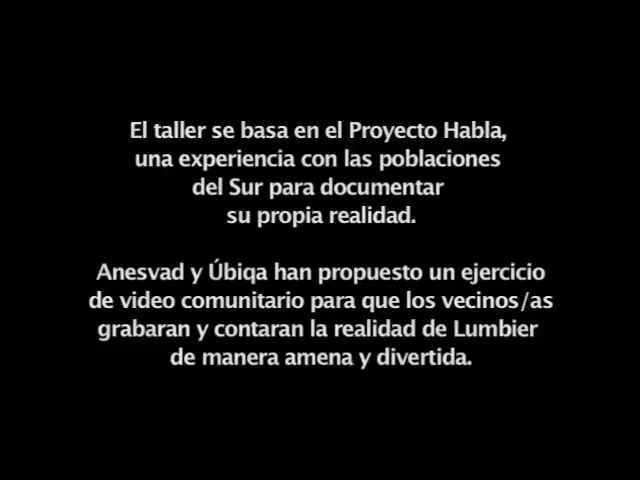 El taller se basa en el Proyecto Habla,
una experiencia con las poblaciones
del Sur para documentar
su propia realidad.
Anesvad y Úbiqa han propuesto un ejercicio
de video comunitario para que los vecinos/as
grabaran y contaran la realidad de Lumbier
de manera amena y divertida.